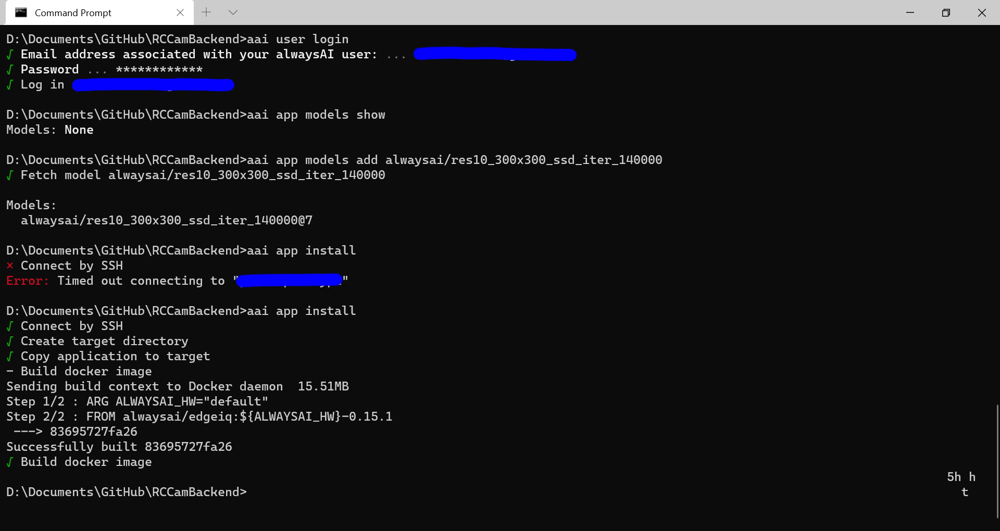 Command Prompt
D:\Documents\GitHub\RCCamBackend>aai user login
√ Email address associated with your alwaysAI user: ...
√ Password ... ************
√ Log in
D:\Documents\GitHub\RCCamBackend>aai app models show
Models: None
D:\Documents\GitHub\RCCamBackend>aai app models add alwaysai/res10_300x300_ssd_iter_140000
√ Fetch model alwaysai/res10_300x300_ssd_iter_140000
Models:
alwaysai/res10_300x300_ssd_iter_140000@7
D:\Documents\GitHub\RCCamBackend>aai app install
× Connect by SSH
Error: Timed out connecting to ""
D:\Documents\GitHub\RCCamBackend>aai app install
√ Connect by SSH
√ Create target directory
√ Copy application to target
- Build docker image
Sending build context to Docker daemon  15.51MB
Step 1/2 : ARG ALWAYSAI_HW="default"
Step 2/2 : FROM alwaysai/edgeiq:${ALWAYSAI_HW}-0.15.1
---> 83695727fa26
Successfully built 83695727fa26
√ Build docker image
5h h
D:\Documents\GitHub\RCCamBackend>
t